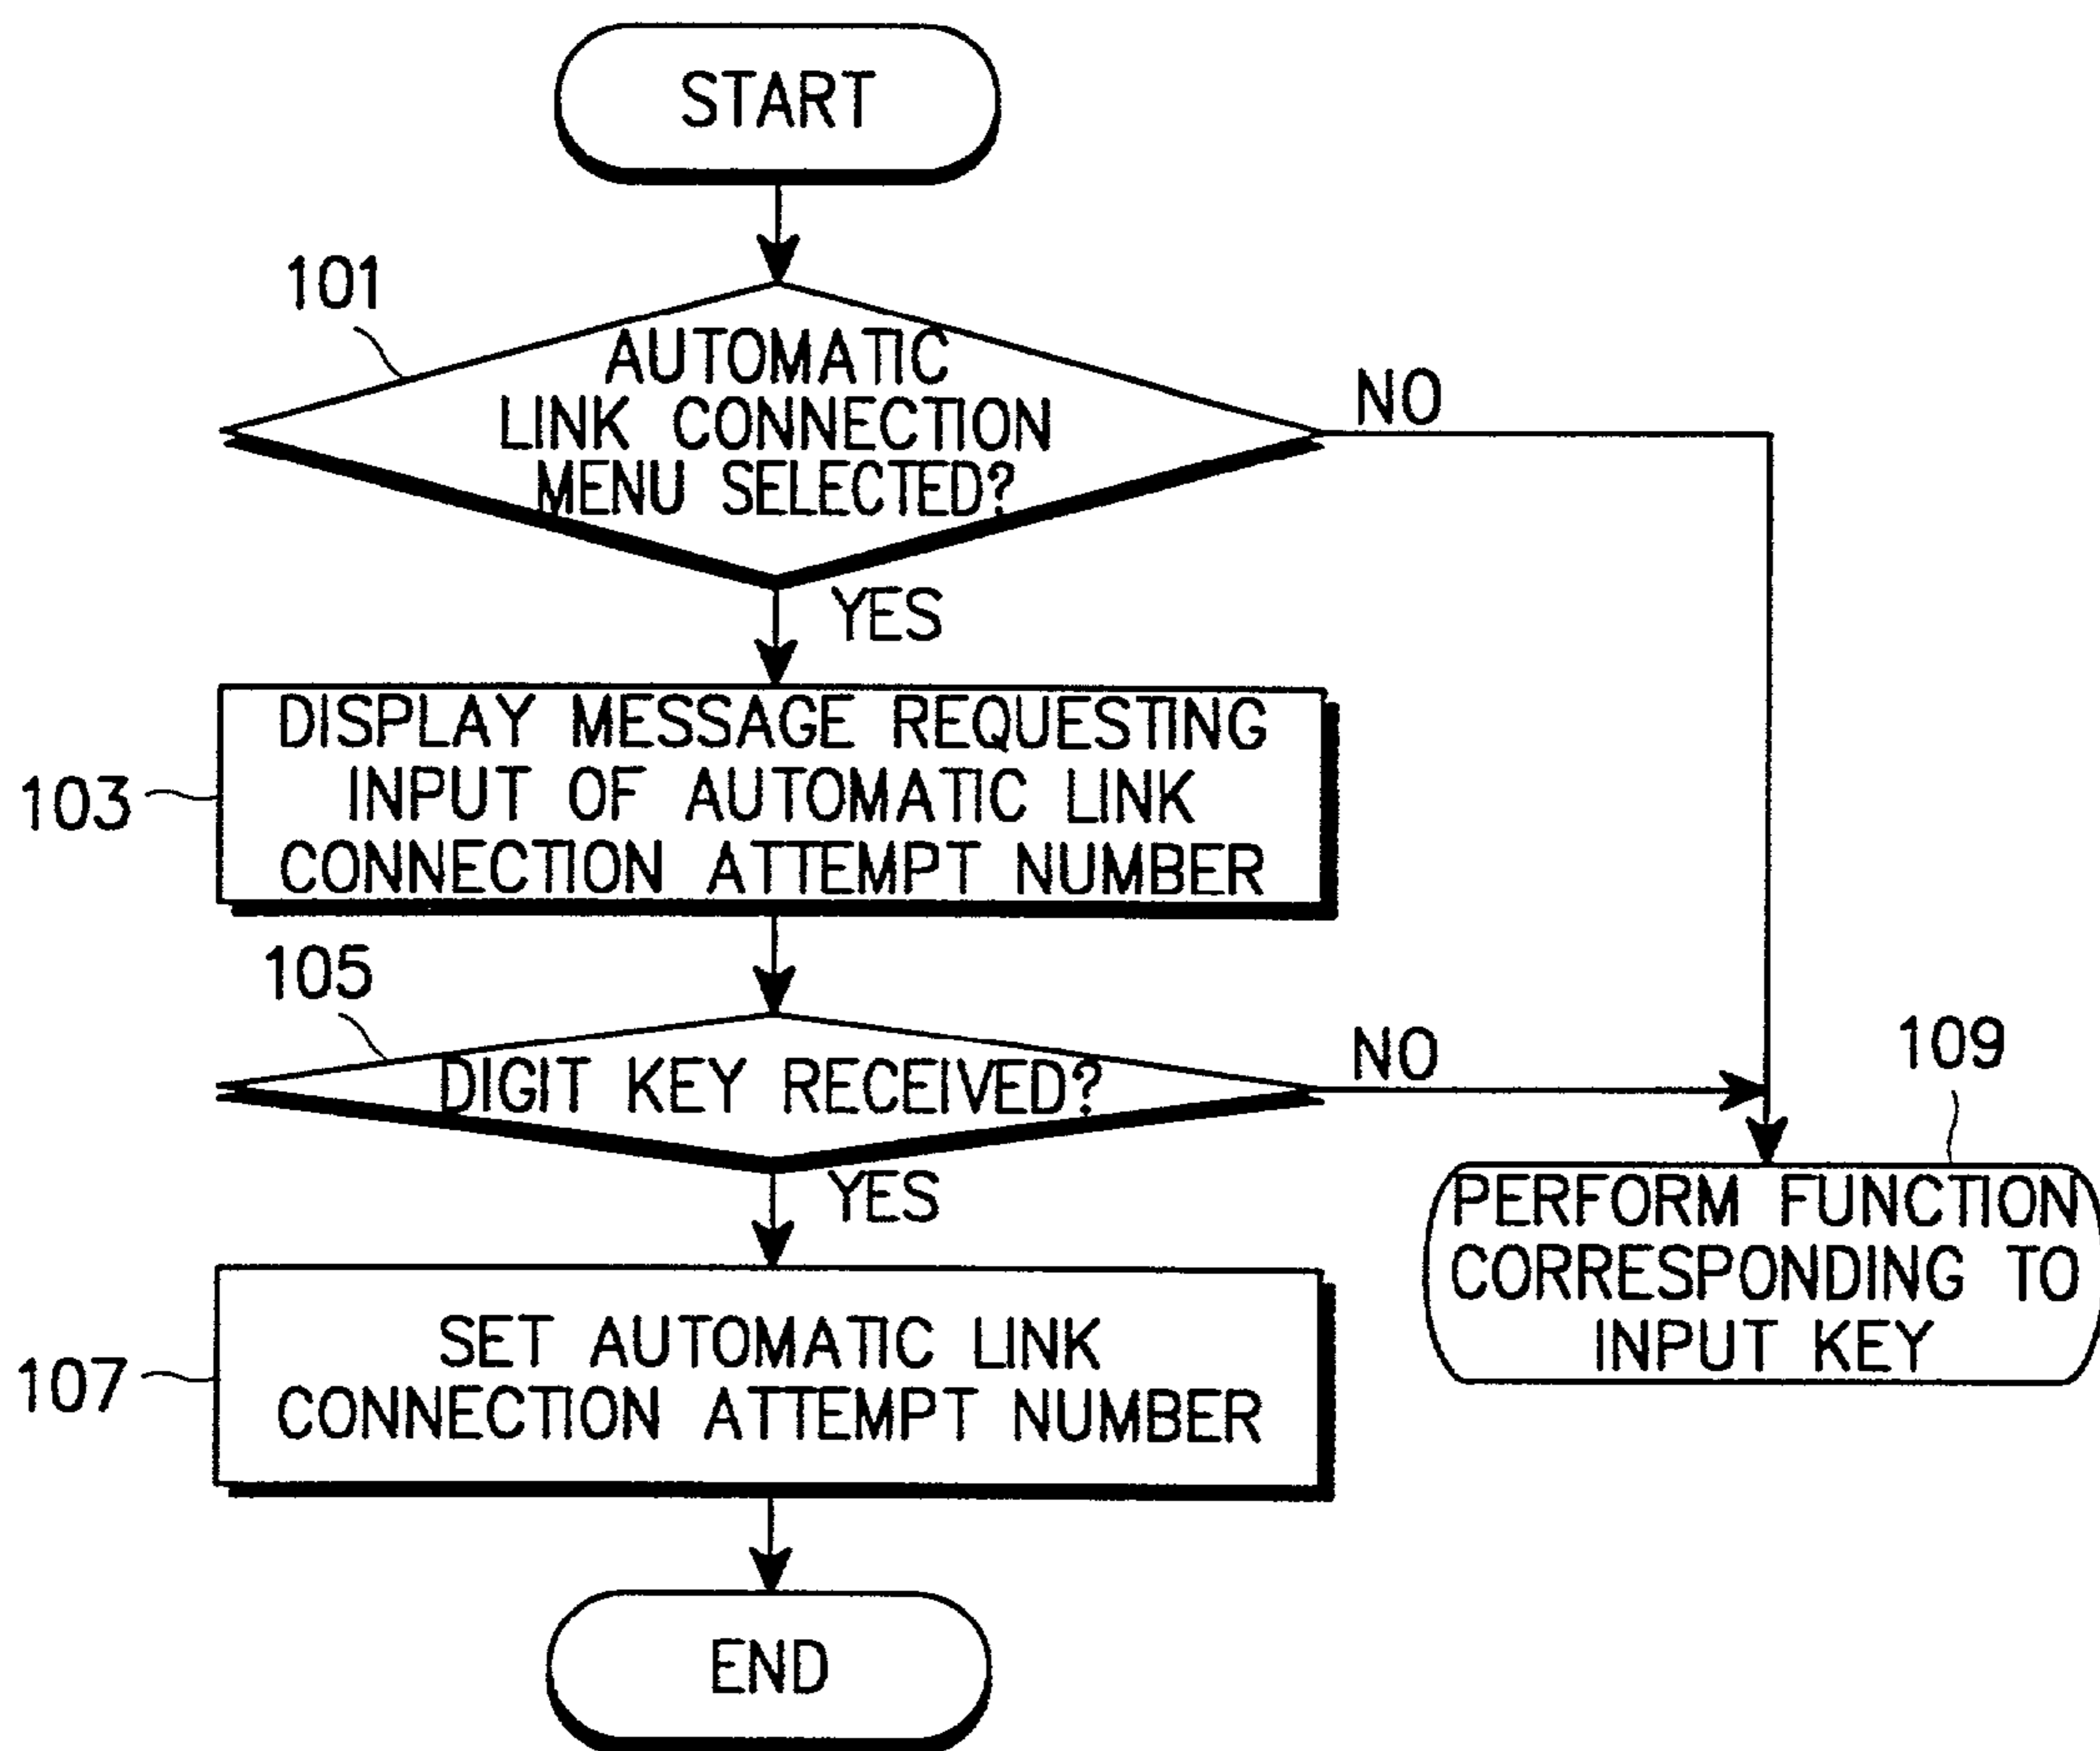 START
101
AUTOMATIC
LINK CONNECTION
MENU SELECTED?
NO
YES
DISPLAY MESSAGE REQUESTING
INPUT OF AUTOMATIC LINK
CONNECTION ATTEMPT NUMBER
103
105
DIGIT KEY RECEIVED?
NO
YES
109
PERFORM FUNCTION
CORRESPONDING TO
INPUT KEY
SET AUTOMATIC LINK
CONNECTION ATTEMPT NUMBER
107
END